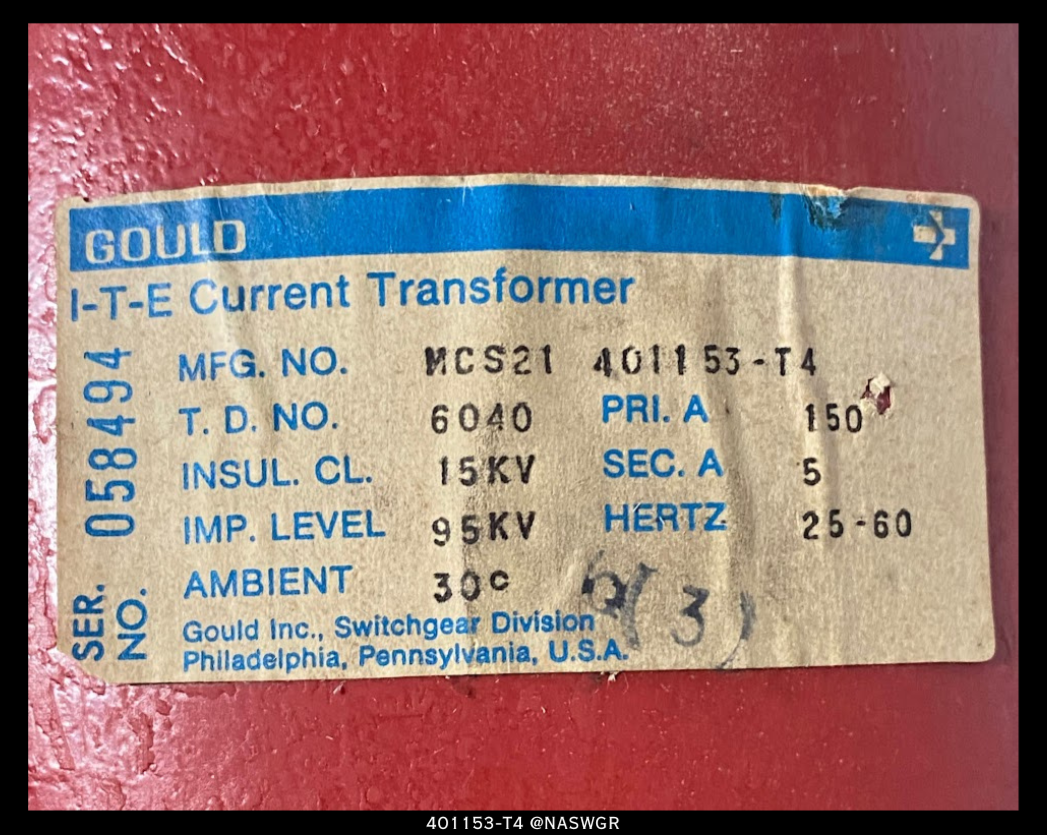 GOULD
I-T-E Current Transformer
MFG. NO. MCS21 401153-T4
T. D. NO. 6040 PRI. A 150
INSUL. CL. 15KV SEC. A 5
IMP. LEVEL 95KV HERTZ 25-60
AMBIENT 30c
(3)
Gould Inc., Switchgear Division
Philadelphia, Pennsylvania, U.S.A.
SER. NO. 058494
401153-T4 @NASWGR